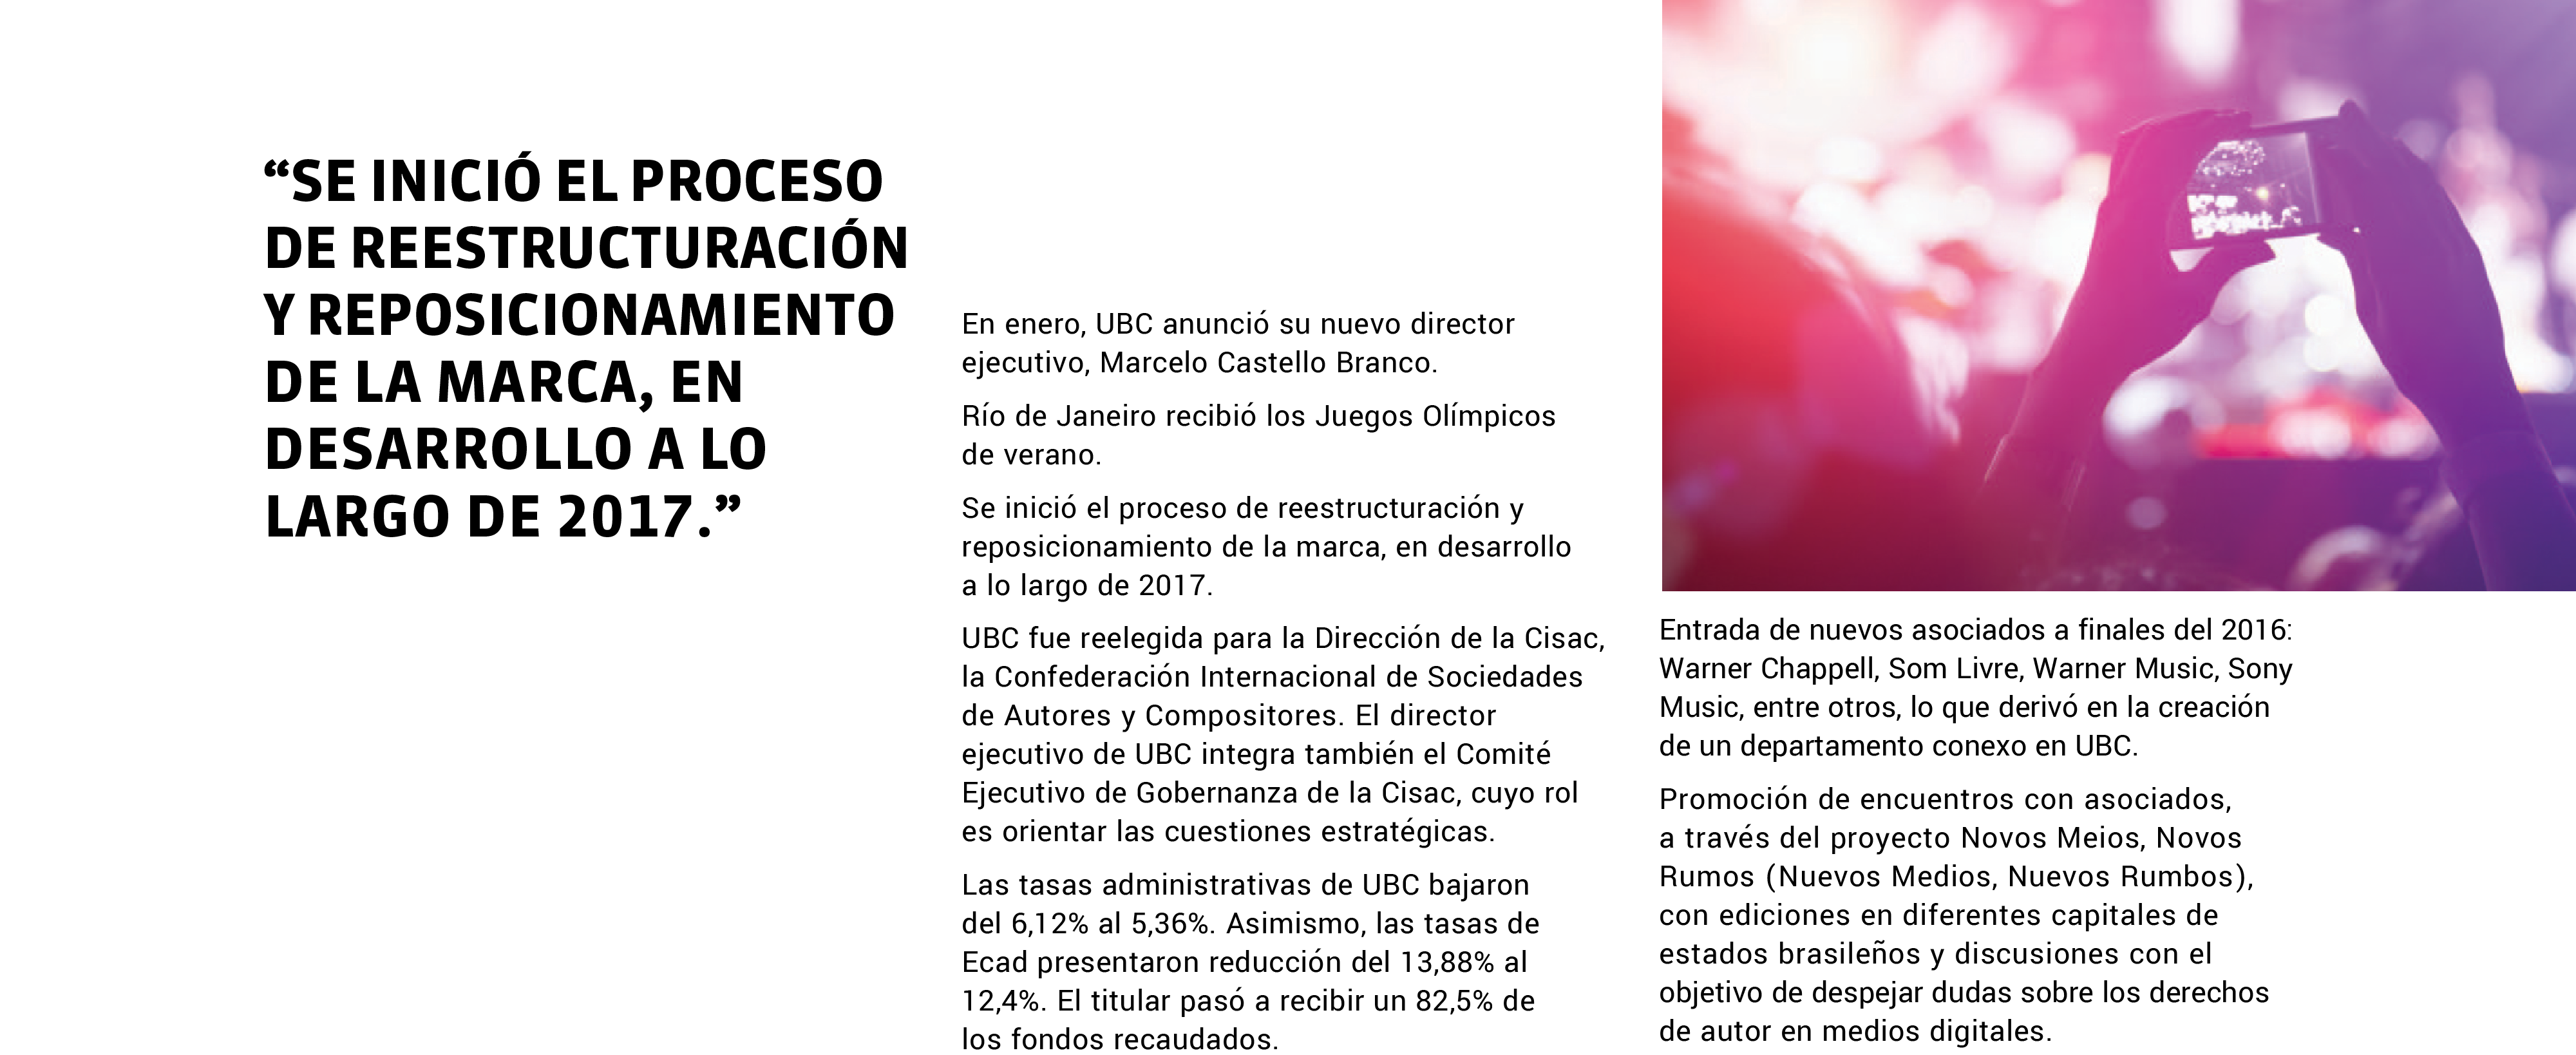 “SE INICIÓ EL PROCESO
DE REESTRUCTURACIÓN
Y REPOSICIONAMIENTO
DE LA MARCA, EN
DESARROLLO A LO
LARGO DE 2017.”
En enero, UBC anunció su nuevo director
ejecutivo, Marcelo Castello Branco.
Río de Janeiro recibió los Juegos Olímpicos
de verano.
Se inició el proceso de reestructuración y
reposicionamiento de la marca, en desarrollo
a lo largo de 2017.
UBC fue reelegida para la Dirección de la Cisac,
la Confederación Internacional de Sociedades
de Autores y Compositores. El director
ejecutivo de UBC integra también el Comité
Ejecutivo de Gobernanza de la Cisac, cuyo rol
es orientar las cuestiones estratégicas.
Las tasas administrativas de UBC bajaron
del 6,12% al 5,36%. Asimismo, las tasas de
Ecad presentaron reducción del 13,88% al
12,4%. El titular pasó a recibir un 82,5% de
los fondos recaudados.
Entrada de nuevos asociados a finales del 2016:
Warner Chappell, Som Livre, Warner Music, Sony
Music, entre otros, lo que derivó en la creación
de un departamento conexo en UBC.
Promoción de encuentros con asociados,
a través del proyecto Novos Meios, Novos
Rumos (Nuevos Medios, Nuevos Rumbos),
con ediciones en diferentes capitales de
estados brasileños y discusiones con el
objetivo de despejar dudas sobre los derechos
de autor en medios digitales.